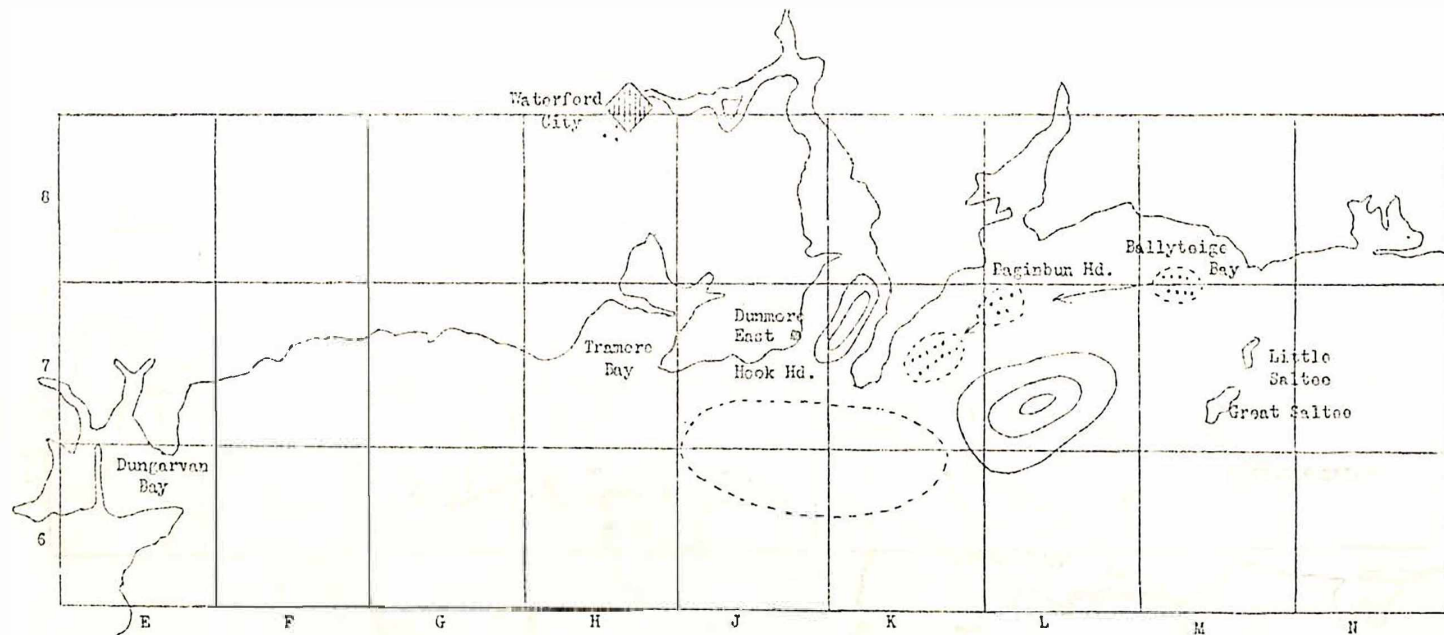 Waterford
City
8
Ballyteige
Bay
Baginbun Hd.
Dunmore
East
Tramore
Bay
Hook Hd.
7
Little
Saltee
Great Saltee
Dungarvan
Bay
6
E
F
G
H
J
K
L
M
N